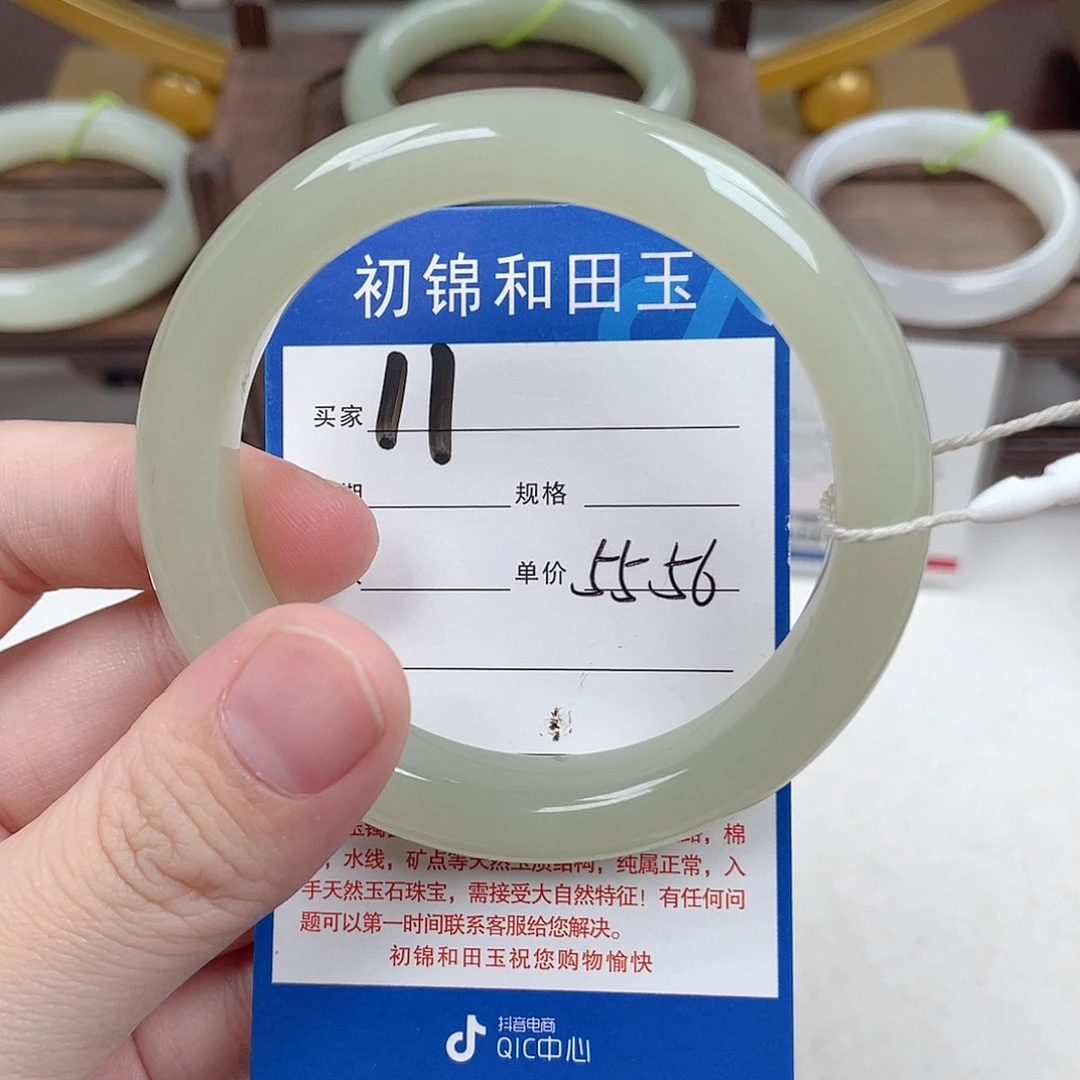 初锦和田玉
买家 11
期 规格
单价 5556
，棉
，水线，矿点等天然玉质结构，纯属正常，入
手天然玉石珠宝，需接受大自然特征！有任何问
题可以第一时间联系客服给您解决。
初锦和田玉祝您购物愉快
抖音电商
QIC中心